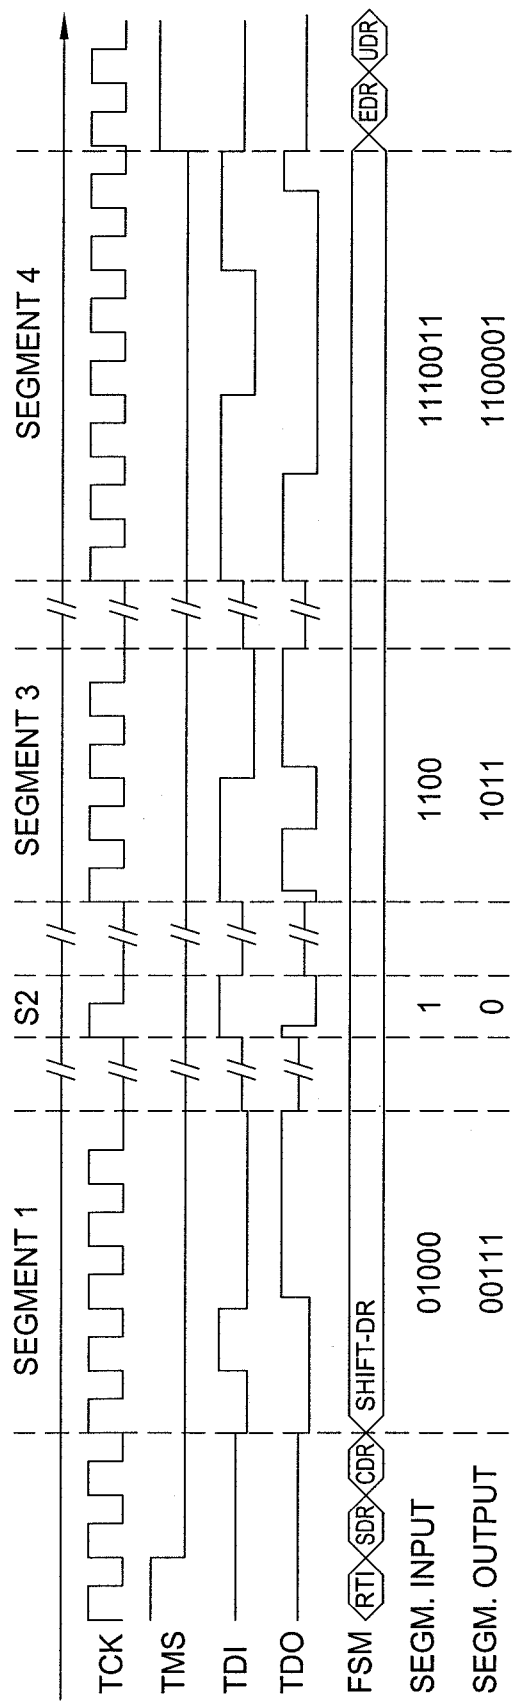 SEGMENT 1 S2 SEGMENT 3 SEGMENT 4
TCK
TMS
TDI
TDO
FSM RTI SDR CDR SHIFT-DR EDR UDR
SEGM. INPUT 01000 1 1100 1110011
SEGM. OUTPUT 00111 0 1011 1100001